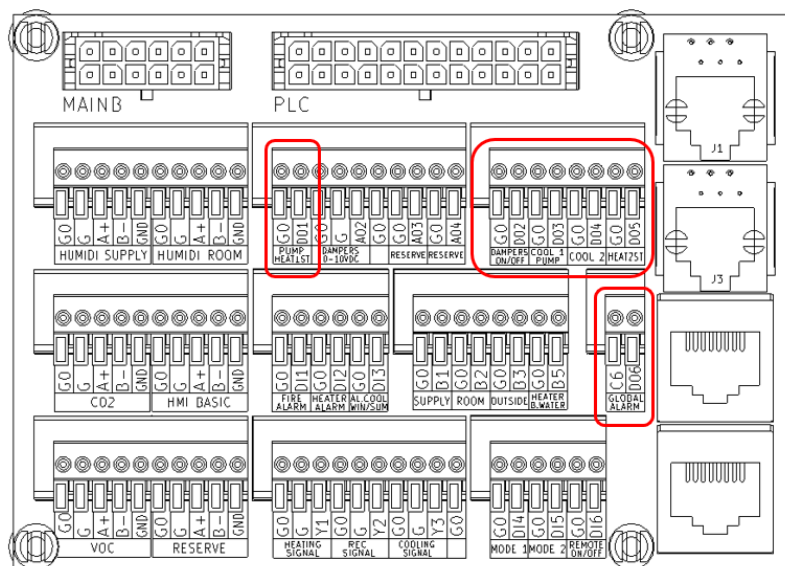 MAINB PLC
J1
G0 G A+ B- GND G0 G A+ B- GND G0 DO1 G0 G AO2 G0 G0 AO3 G0 AO4 G0 DO2 G0 DO3 G0 DO4 G0 DO5
HUMIDI SUPPLY HUMIDI ROOM PUMP HEAT1ST DAMPERS 0-10VDC RESERVE RESERVE DAMPERS ON/OFF COOL 1 PUMP COOL 2 HEAT2ST
J3
G0 G A+ B- GND G0 G A+ B- GND G0 DI1 G0 DI2 G0 DI3 G0 B1 G0 B2 G0 B3 G0 B5 C6 DO6
CO2 HMI BASIC FIRE ALARM HEATER ALARM AL.COOL WIN/SUM SUPPLY ROOM OUTSIDE HEATER B.WATER GLOBAL ALARM
G0 G A+ B- GND G0 G A+ B- GND G0 G Y1 G0 G Y2 G0 G Y3 G0 G0 DI4 G0 DI5 G0 DI6
VOC RESERVE HEATING SIGNAL REC SIGNAL COOLING SIGNAL MODE 1 MODE 2 REMOTE ON/OFF